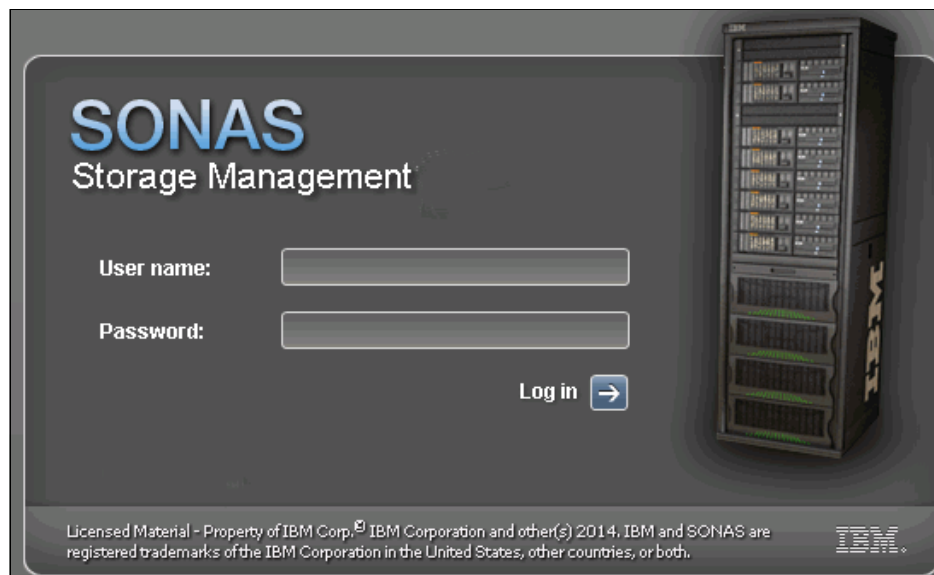 SONAS
Storage Management
User name:
Password:
Log in
Licensed Material - Property of IBM Corp.© IBM Corporation and other(s) 2014. IBM and SONAS are
registered trademarks of the IBM Corporation in the United States, other countries, or both.
IBM.
IBM
IBM